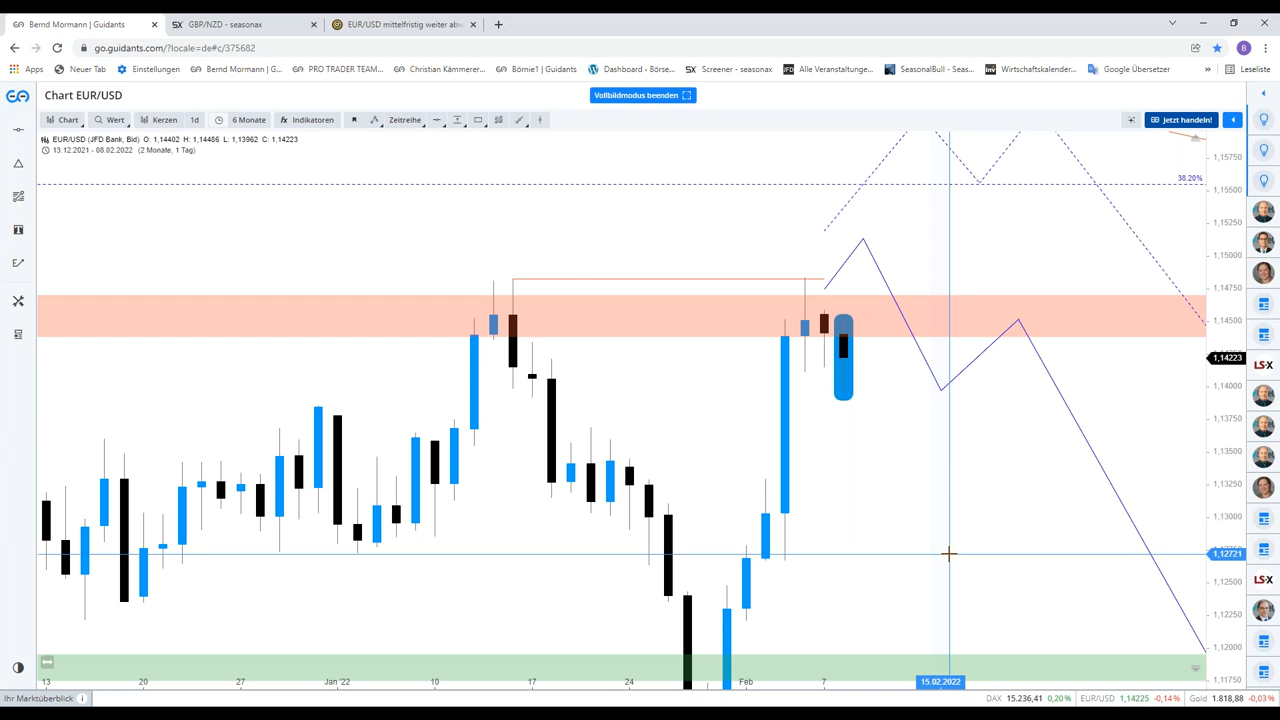 Bernd Mormann | Guidants
GBP/NZD - seasonax
EUR/USD mittelfristig weiter abw
go.guidants.com/?locale=de#c/375682
B
Apps
Neuer Tab
Einstellungen
Bernd Mormann | G...
PRO TRADER TEAM...
Christian Kämmerer...
Börnie1 | Guidants
Dashboard ‹ Börse...
Screener - seasonax
JFD
Alle Veranstaltunge...
SeasonalBull - Seas...
Inv
Wirtschaftskalender...
Google Übersetzer
»
Leseliste
Chart EUR/USD
Vollbildmodus beenden
Chart
Wert
Kerzen
1d
6 Monate
fx Indikatoren
Zeitreihe
Jetzt handeln!
EUR/USD (JFD Bank, Bid) O: 1,14402 H: 1,14486 L: 1,13962 C: 1,14223
13.12.2021 - 08.02.2022 (2 Monate, 1 Tag)
38.20%
1,15750
1,15500
1,15250
1,15000
1,14750
1,14500
1,14223
1,14000
1,13750
1,13500
1,13250
1,13000
1,12721
1,12500
1,12250
1,12000
1,11750
LS-X
LS-X
13
20
27
Jan '22
10
17
24
Feb
7
15.02.2022
Ihr Marktüberblick
DAX 15.236,41 0,20%
EUR/USD 1,14225 -0,14%
Gold 1.818,88 -0,03%